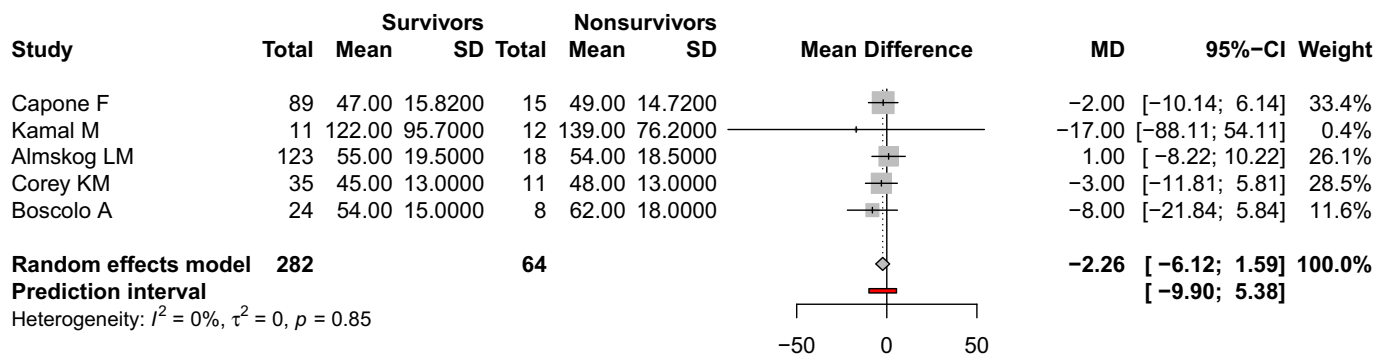 Survivors Nonsurvivors
Study Total Mean SD Total Mean SD Mean Difference MD 95%−CI Weight
Capone F 89 47.00 15.8200 15 49.00 14.7200 −2.00 [−10.14; 6.14] 33.4%
Kamal M 11 122.00 95.7000 12 139.00 76.2000 −17.00 [−88.11; 54.11] 0.4%
Almskog LM 123 55.00 19.5000 18 54.00 18.5000 1.00 [ −8.22; 10.22] 26.1%
Corey KM 35 45.00 13.0000 11 48.00 13.0000 −3.00 [−11.81; 5.81] 28.5%
Boscolo A 24 54.00 15.0000 8 62.00 18.0000 −8.00 [−21.84; 5.84] 11.6%
Random effects model 282 64 −2.26 [ −6.12; 1.59] 100.0%
Prediction interval [ −9.90; 5.38]
Heterogeneity: I² = 0%, τ² = 0, p = 0.85
−50 0 50